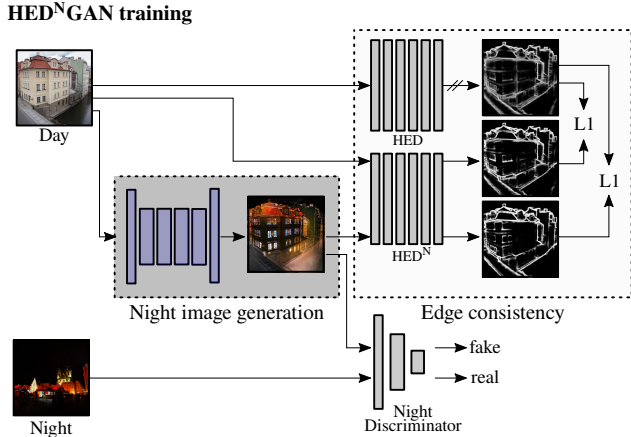 HEDᴺGAN training
Day
HED
L1
L1
HEDᴺ
Night image generation
Edge consistency
fake
real
Night
Night
Discriminator